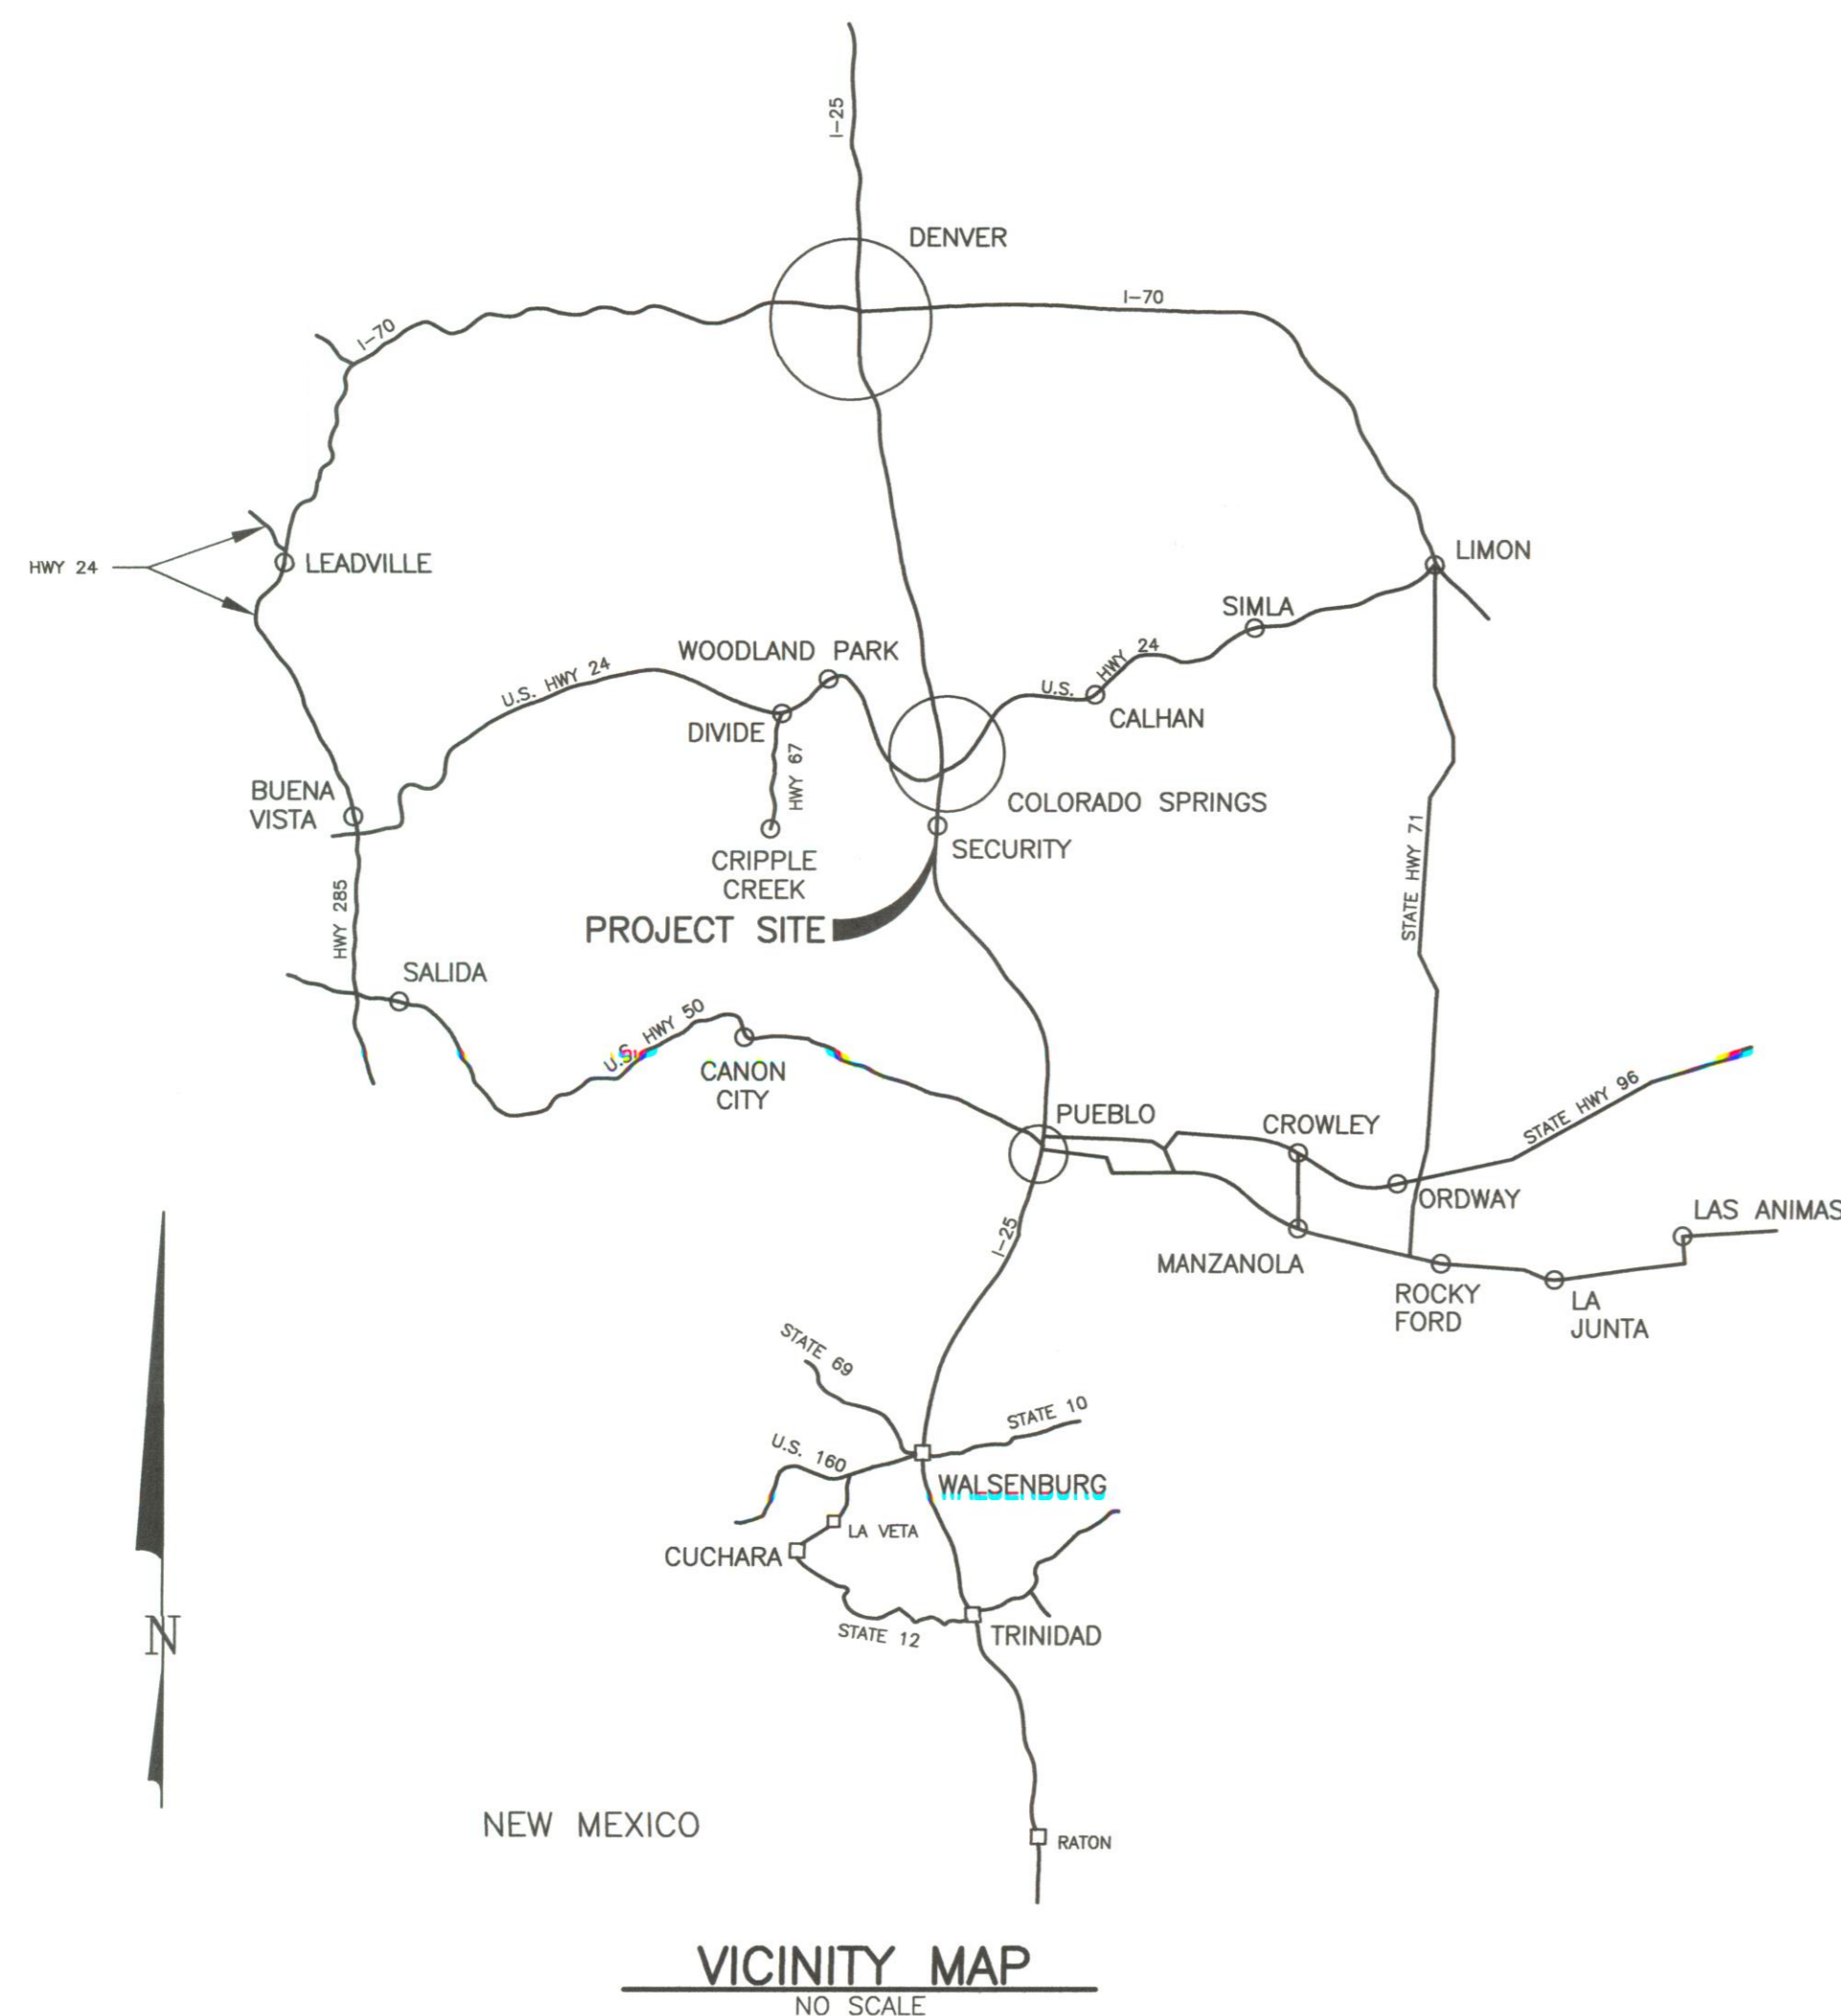 I-25
DENVER
I-70
I-70
HWY 24
LEADVILLE
LIMON
SIMLA
WOODLAND PARK
U.S. HWY 24
U.S. HWY 24
CALHAN
DIVIDE
HWY 67
BUENA
VISTA
COLORADO SPRINGS
SECURITY
CRIPPLE
CREEK
STATE HWY 71
HWY 285
PROJECT SITE
SALIDA
U.S. HWY 50
CANON
CITY
PUEBLO
CROWLEY
STATE HWY 96
ORDWAY
LAS ANIMAS
I-25
MANZANOLA
ROCKY
FORD
LA
JUNTA
STATE 69
STATE 10
U.S. 160
WALSENBURG
LA VETA
CUCHARA
STATE 12
TRINIDAD
N
NEW MEXICO
RATON
VICINITY MAP
NO SCALE